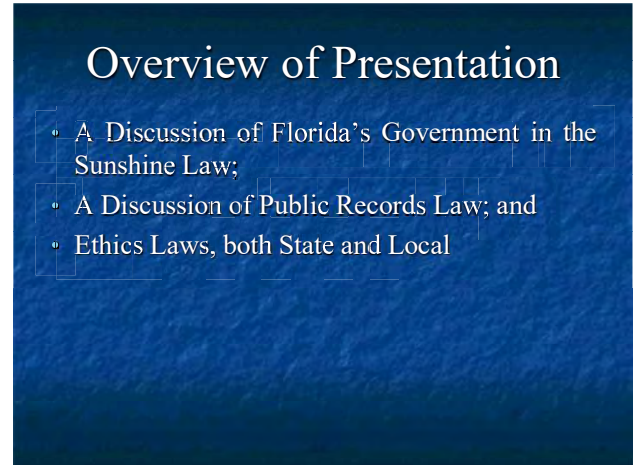 Overview of Presentation
• A Discussion of Florida's Government in the
Sunshine Law;
• A Discussion of Public Records Law; and
• Ethics Laws, both State and Local